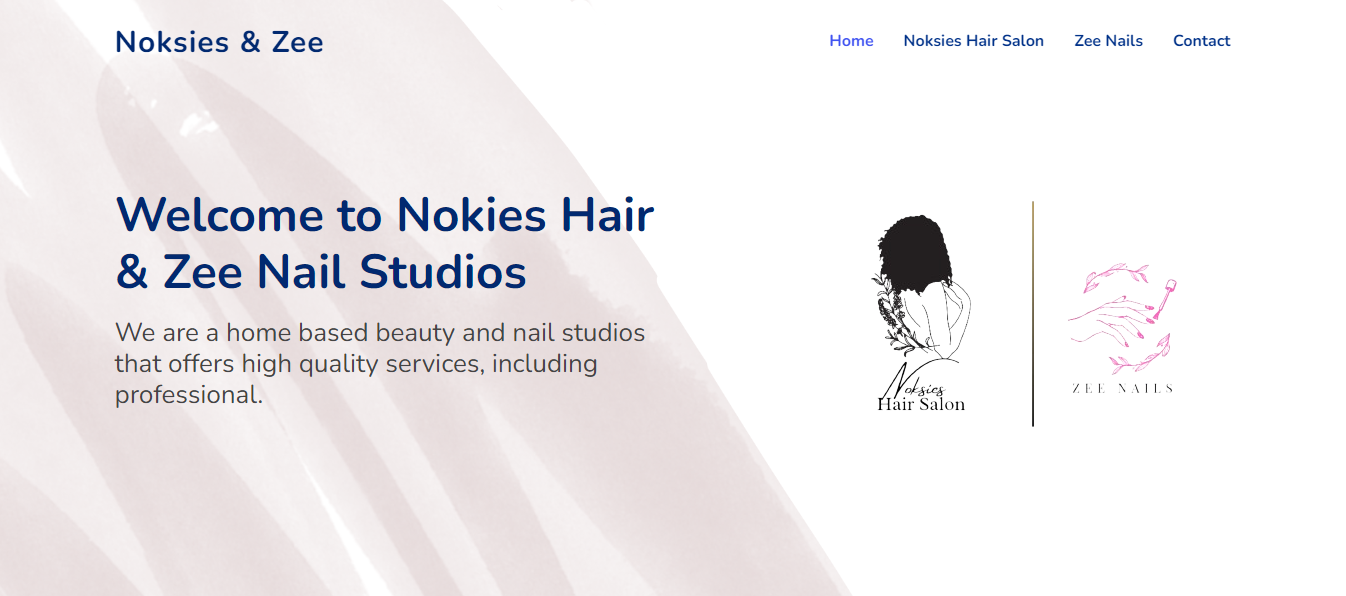 Noksies & Zee
Home
Noksies Hair Salon
Zee Nails
Contact
Welcome to Nokies Hair
& Zee Nail Studios
We are a home based beauty and nail studios
that offers high quality services, including
professional.
Noksies
Hair Salon
ZEE NAILS